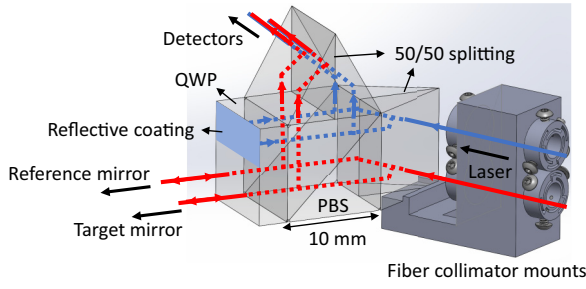 Detectors
50/50 splitting
QWP
Reflective coating
Reference mirror
Laser
Target mirror
PBS
10 mm
Fiber collimator mounts